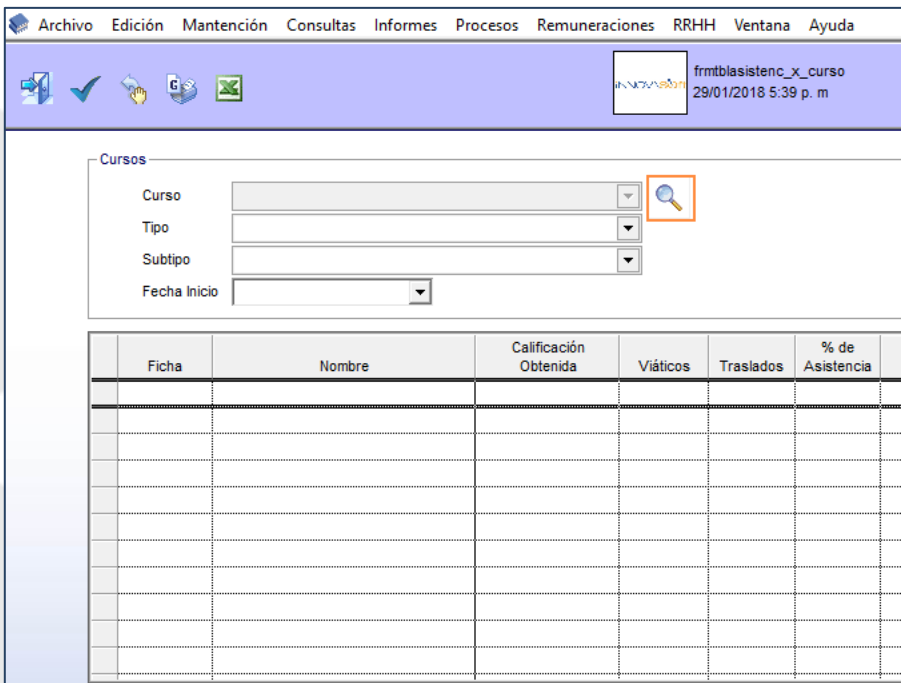 Archivo Edición Mantención Consultas Informes Procesos Remuneraciones RRHH Ventana Ayuda
innovasion
frmtblasistenc_x_curso
29/01/2018 5:39 p. m
Cursos
Curso
Tipo
Subtipo
Fecha Inicio
Ficha Nombre Calificación Obtenida Viáticos Traslados % de Asistencia